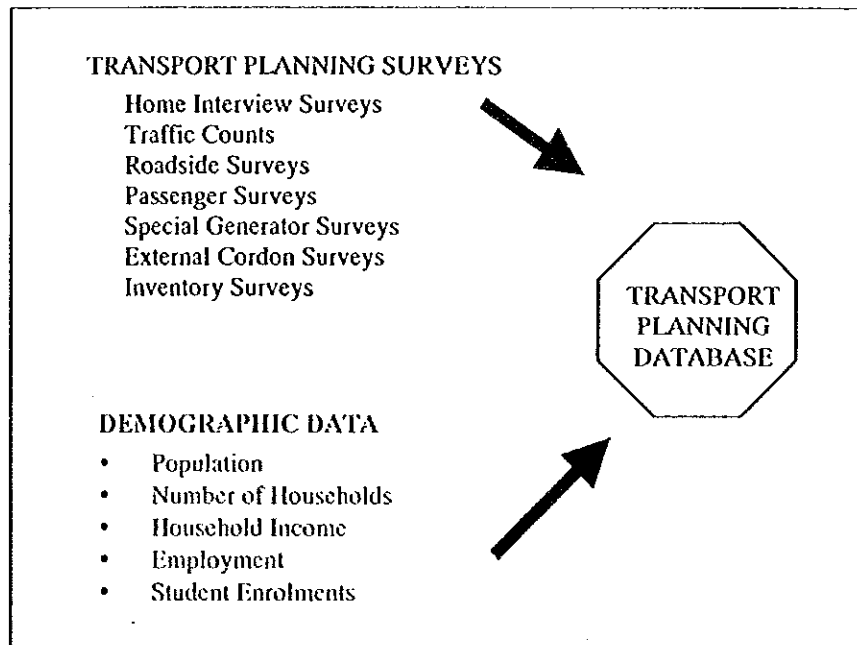 TRANSPORT PLANNING SURVEYS
Home Interview Surveys
Traffic Counts
Roadside Surveys
Passenger Surveys
Special Generator Surveys
External Cordon Surveys
Inventory Surveys
TRANSPORT
PLANNING
DATABASE
DEMOGRAPHIC DATA
• Population
• Number of Households
• Household Income
• Employment
• Student Enrolments